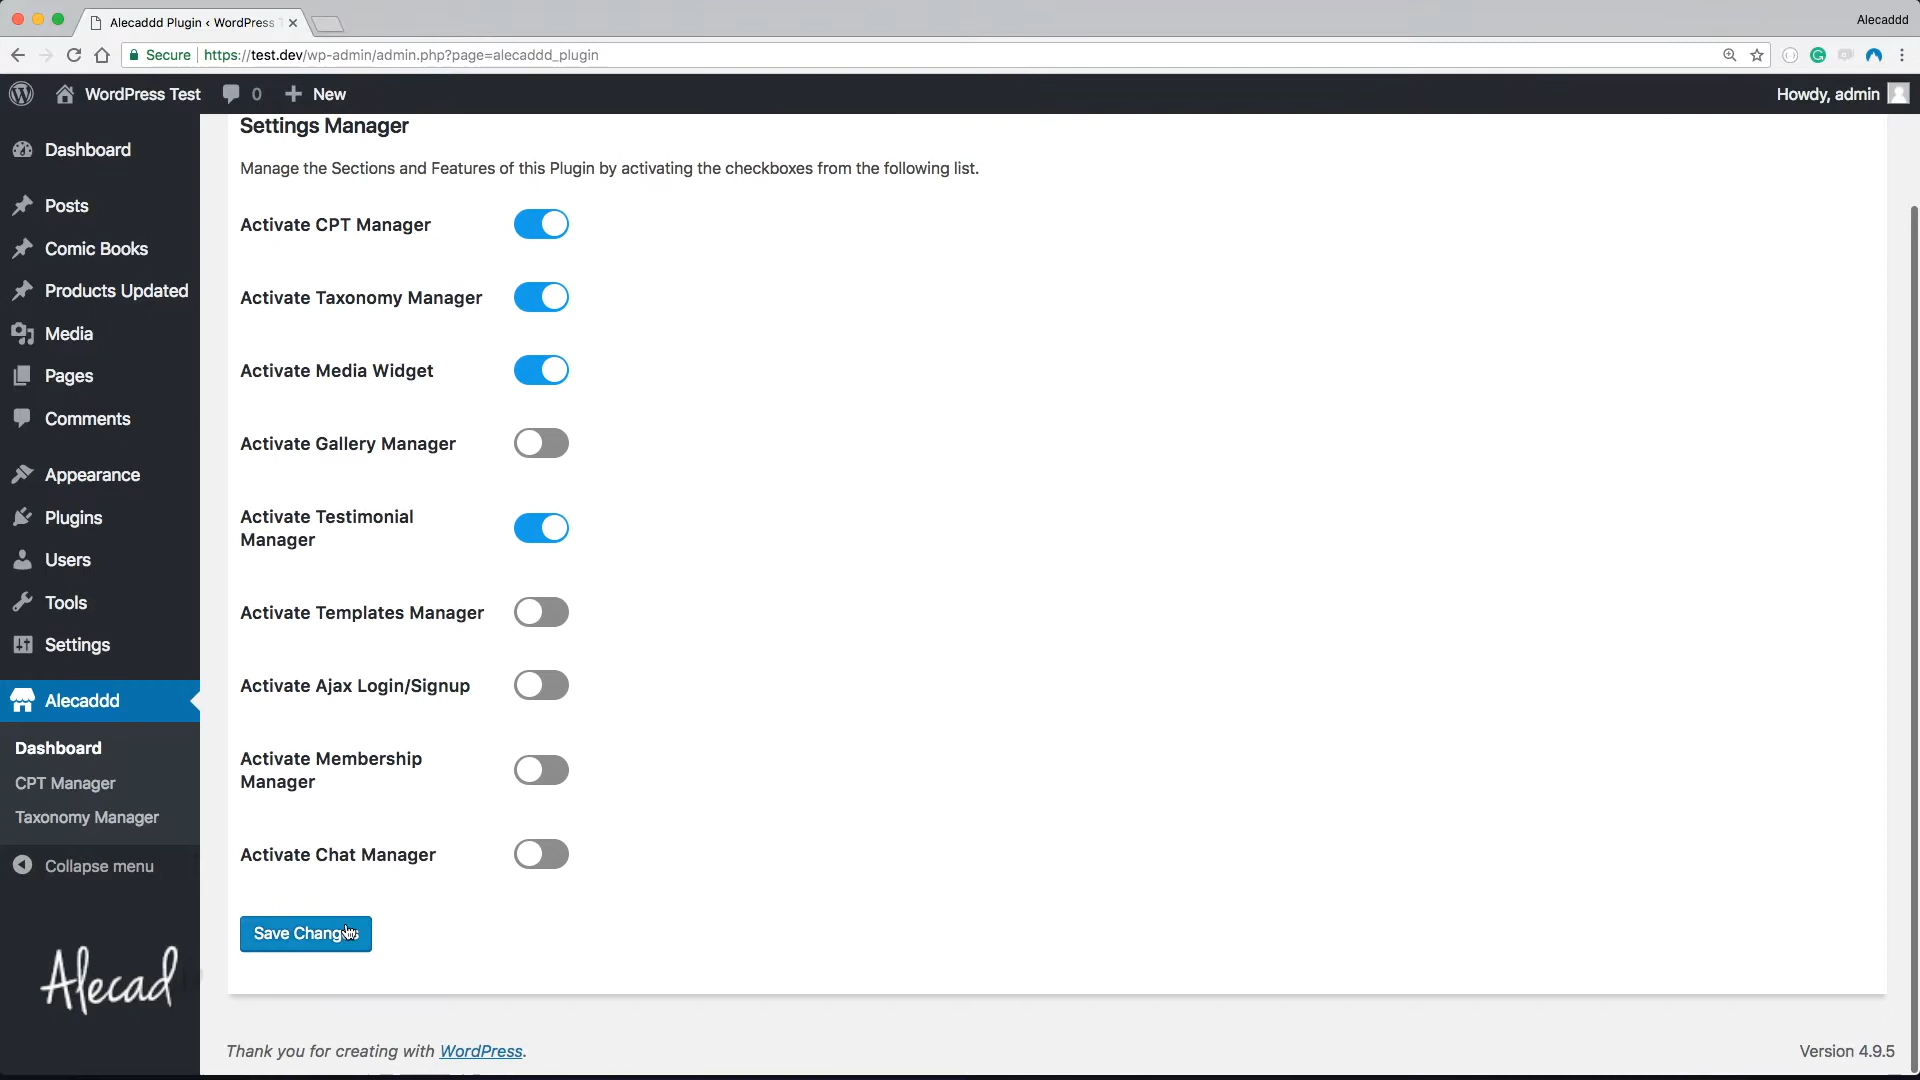 Alecaddd Plugin ‹ WordPress
Alecaddd
Secure
https://test.dev/wp-admin/admin.php?page=alecaddd_plugin
WordPress Test
0
New
Howdy, admin
Dashboard
Posts
Comic Books
Products Updated
Media
Pages
Comments
Appearance
Plugins
Users
Tools
Settings
Alecaddd
Dashboard
CPT Manager
Taxonomy Manager
Collapse menu
Alecad
Settings Manager
Manage the Sections and Features of this Plugin by activating the checkboxes from the following list.
Activate CPT Manager
Activate Taxonomy Manager
Activate Media Widget
Activate Gallery Manager
Activate Testimonial
Manager
Activate Templates Manager
Activate Ajax Login/Signup
Activate Membership
Manager
Activate Chat Manager
Save Changes
Thank you for creating with WordPress.
Version 4.9.5